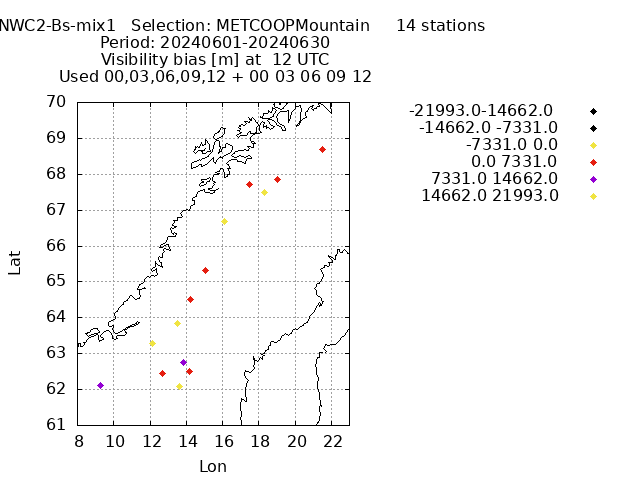 NWC2-Bs-mix1 Selection: METCOOPMountain 14 stations
Period: 20240601-20240630
Visibility bias [m] at 12 UTC
Used 00,03,06,09,12 + 00 03 06 09 12
-21993.0-14662.0
-14662.0 -7331.0
-7331.0 0.0
0.0 7331.0
7331.0 14662.0
14662.0 21993.0
70
69
68
67
66
65
64
63
62
61
Lat
8 10 12 14 16 18 20 22
Lon